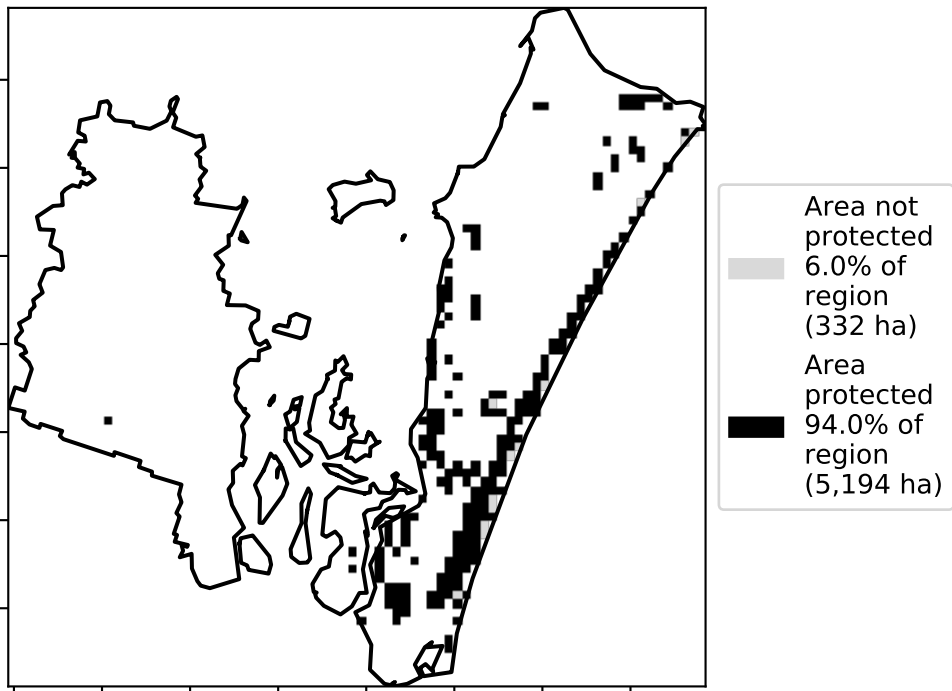 Area not
protected
6.0% of
region
(332 ha)
Area
protected
94.0% of
region
(5,194 ha)